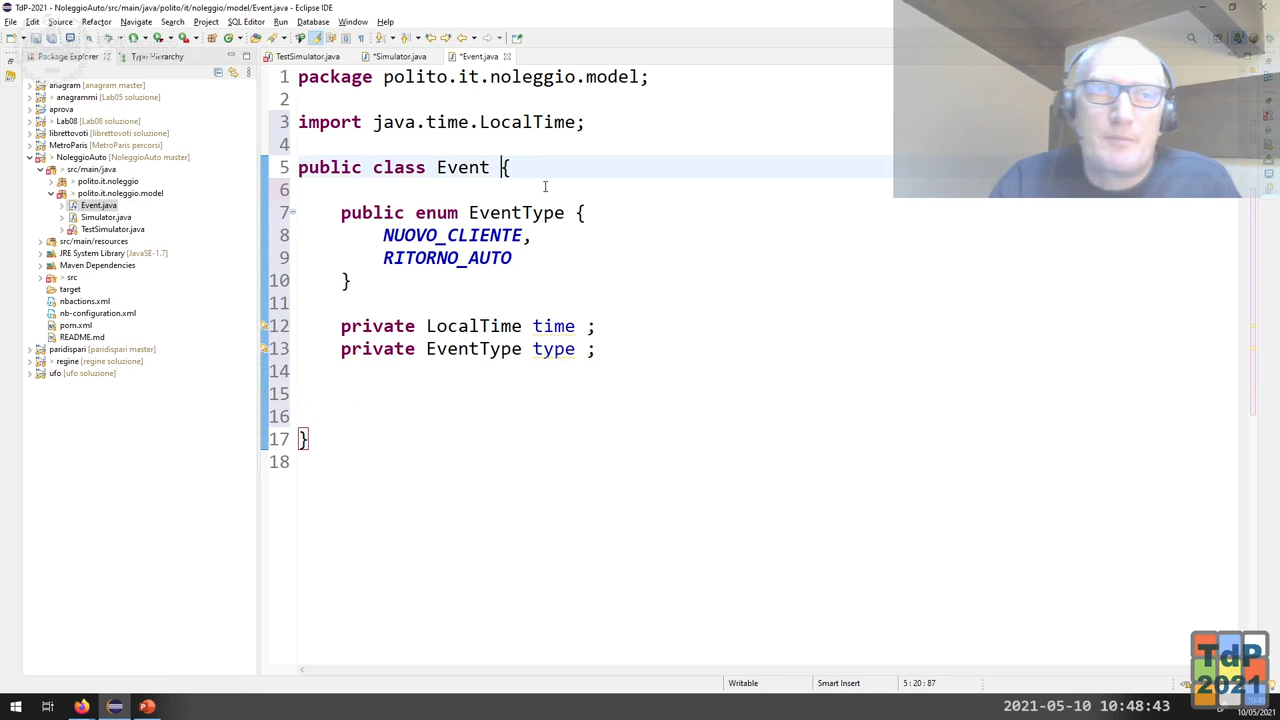 TdP-2021 - NoleggioAuto/src/main/java/polito/it/noleggio/model/Event.java - Eclipse IDE
File Edit Source Refactor Navigate Search Project SQL Editor Run Database Window Help
Package Explorer Type Hierarchy
TestSimulator.java *Simulator.java *Event.java
anagram [anagram master]
> anagrammi [Lab05 soluzione]
aprova
> Lab08 [Lab08 soluzione]
librettovoti [librettovoti soluzione]
MetroParis [MetroParis percorsi]
> NoleggioAuto [NoleggioAuto master]
> src/main/java
> polito.it.noleggio
> polito.it.noleggio.model
Event.java
> Simulator.java
> TestSimulator.java
src/main/resources
JRE System Library [JavaSE-1.7]
Maven Dependencies
> src
target
nbactions.xml
nb-configuration.xml
pom.xml
README.md
paridispari [paridispari master]
> regine [regine soluzione]
ufo [ufo soluzione]
1 package polito.it.noleggio.model;
2
3 import java.time.LocalTime;
4
5 public class Event {
6
7 public enum EventType {
8 NUOVO_CLIENTE,
9 RITORNO_AUTO
10 }
11
12 private LocalTime time ;
13 private EventType type ;
14
15
16
17 }
18
Writable Smart Insert 5 : 20 : 87
TdP
2021
2021-05-10 10:48:43
10/05/2021